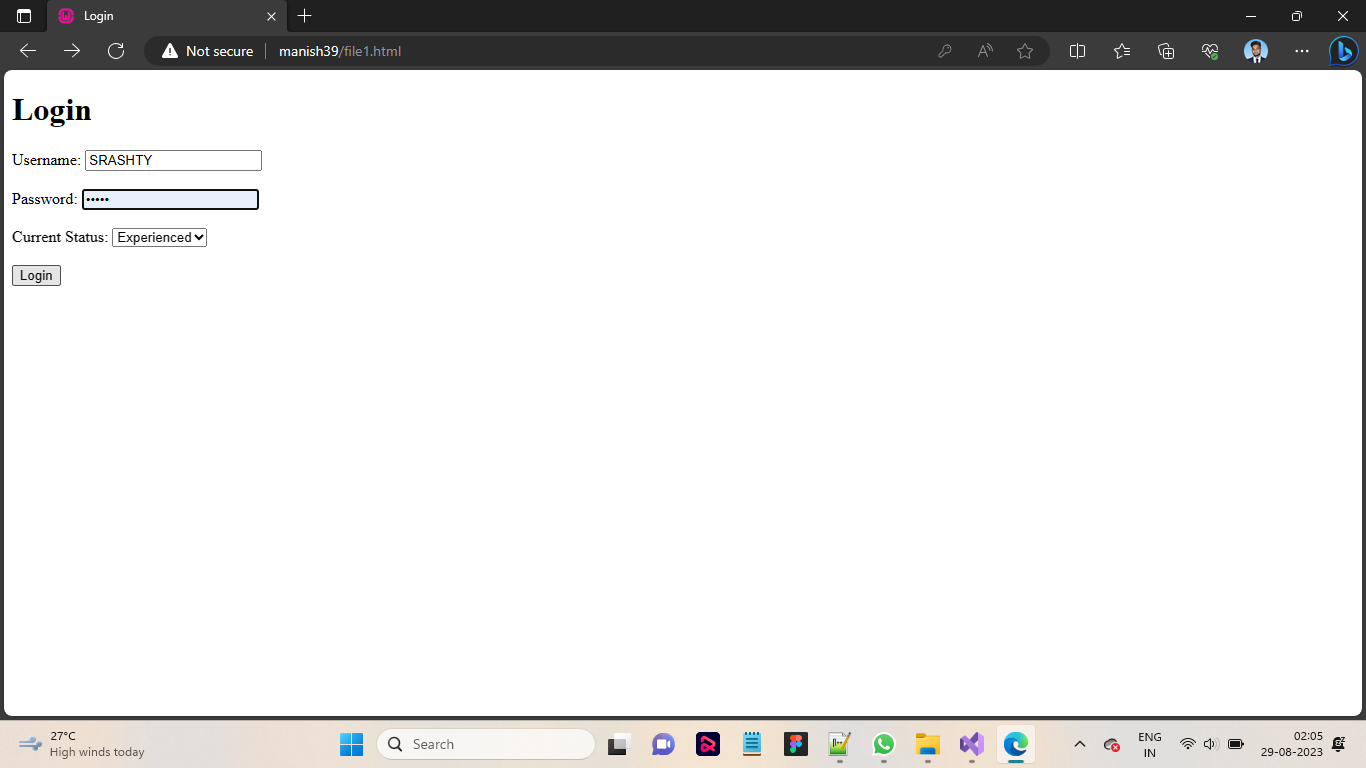 Login
Not secure
manish39/file1.html
Login
Username: SRASHTY
Password: •••••
Current Status: Experienced
Login
27°C
High winds today
Search
ENG
IN
02:05
29-08-2023